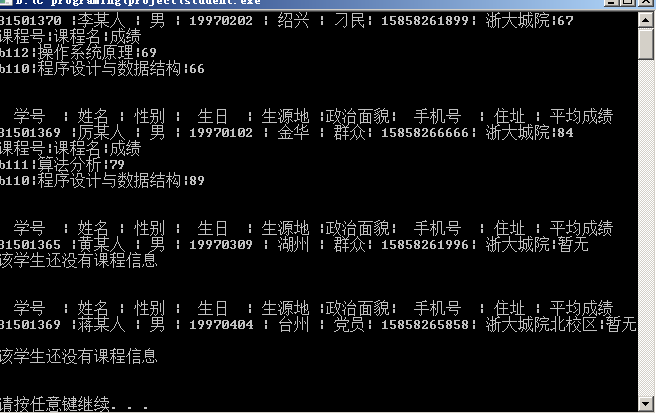 D:\C programing\project\student.exe
31501370 |李某人 | 男 | 19970202 | 绍兴 | 刁民| 15858261899| 浙大城院|67
课程号|课程名|成绩
b112|操作系统原理|69
b110|程序设计与数据结构|66
学号 | 姓名 | 性别 | 生日 | 生源地 |政治面貌| 手机号 | 住址 | 平均成绩
31501369 |厉某人 | 男 | 19970102 | 金华 | 群众| 15858266666| 浙大城院|84
课程号|课程名|成绩
b111|算法分析|79
b110|程序设计与数据结构|89
学号 | 姓名 | 性别 | 生日 | 生源地 |政治面貌| 手机号 | 住址 | 平均成绩
31501365 |黄某人 | 男 | 19970309 | 湖州 | 群众| 15858261996| 浙大城院|暂无
该学生还没有课程信息
学号 | 姓名 | 性别 | 生日 | 生源地 |政治面貌| 手机号 | 住址 | 平均成绩
31501369 |蒋某人 | 男 | 19970404 | 台州 | 党员| 15858265858| 浙大城院北校区|暂无
该学生还没有课程信息
请按任意键继续. . .